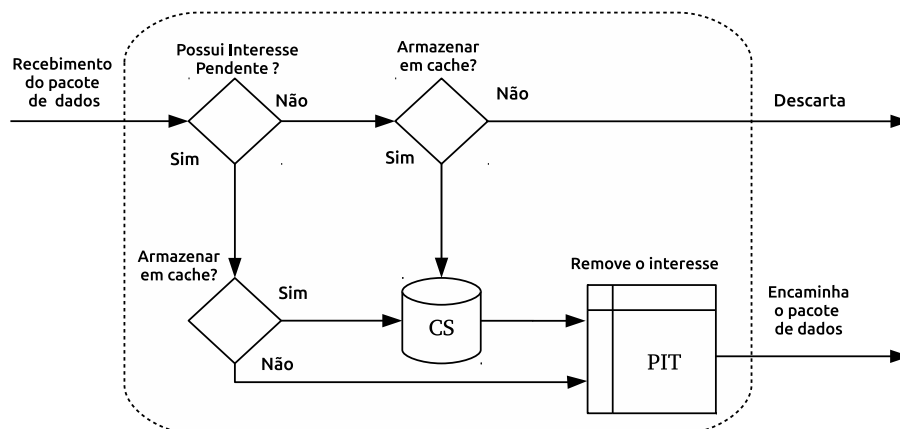 Recebimento
do pacote
de dados
Possui Interesse
Pendente ?
Não
Sim
Armazenar
em cache?
Não
Sim
Descarta
Armazenar
em cache?
Sim
Não
CS
Remove o interesse
PIT
Encaminha
o pacote
de dados